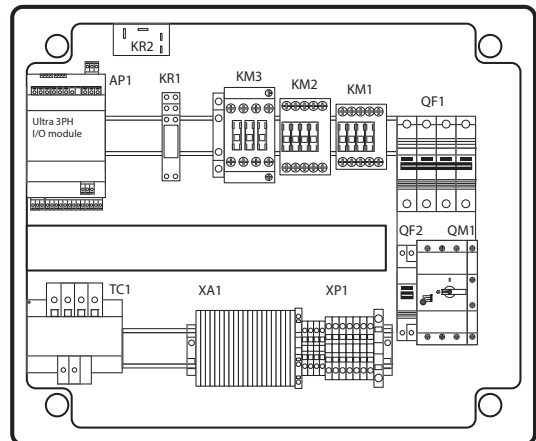 KR2
AP1
KR1
KM3
KM2
KM1
QF1
Ultra 3PH
I/O module
QF2
QM1
TC1
XA1
XP1